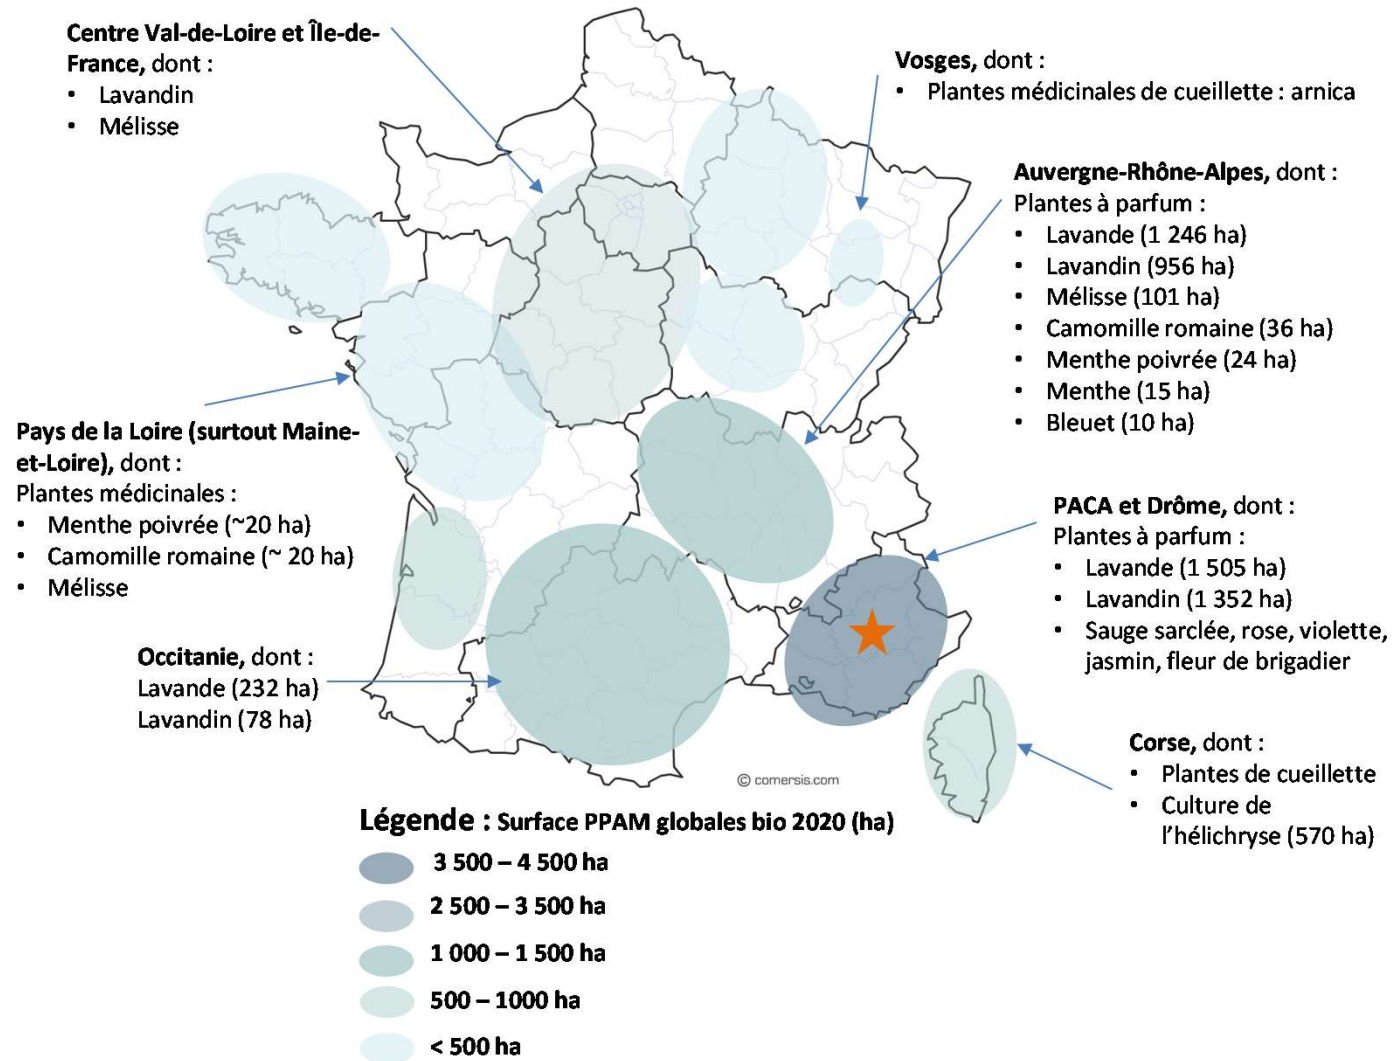 Centre Val-de-Loire et Île-de-
France, dont :
• Lavandin
• Mélisse
Vosges, dont :
• Plantes médicinales de cueillette : arnica
Auvergne-Rhône-Alpes, dont :
Plantes à parfum :
• Lavande (1 246 ha)
• Lavandin (956 ha)
• Mélisse (101 ha)
• Camomille romaine (36 ha)
• Menthe poivrée (24 ha)
• Menthe (15 ha)
• Bleuet (10 ha)
Pays de la Loire (surtout Maine-
et-Loire), dont :
Plantes médicinales :
• Menthe poivrée (~20 ha)
• Camomille romaine (~ 20 ha)
• Mélisse
PACA et Drôme, dont :
Plantes à parfum :
• Lavande (1 505 ha)
• Lavandin (1 352 ha)
• Sauge sarclée, rose, violette,
jasmin, fleur de brigadier
Occitanie, dont :
Lavande (232 ha)
Lavandin (78 ha)
Corse, dont :
• Plantes de cueillette
• Culture de
l'hélichryse (570 ha)
© comersis.com
Légende : Surface PPAM globales bio 2020 (ha)
3 500 – 4 500 ha
2 500 – 3 500 ha
1 000 – 1 500 ha
500 – 1000 ha
< 500 ha